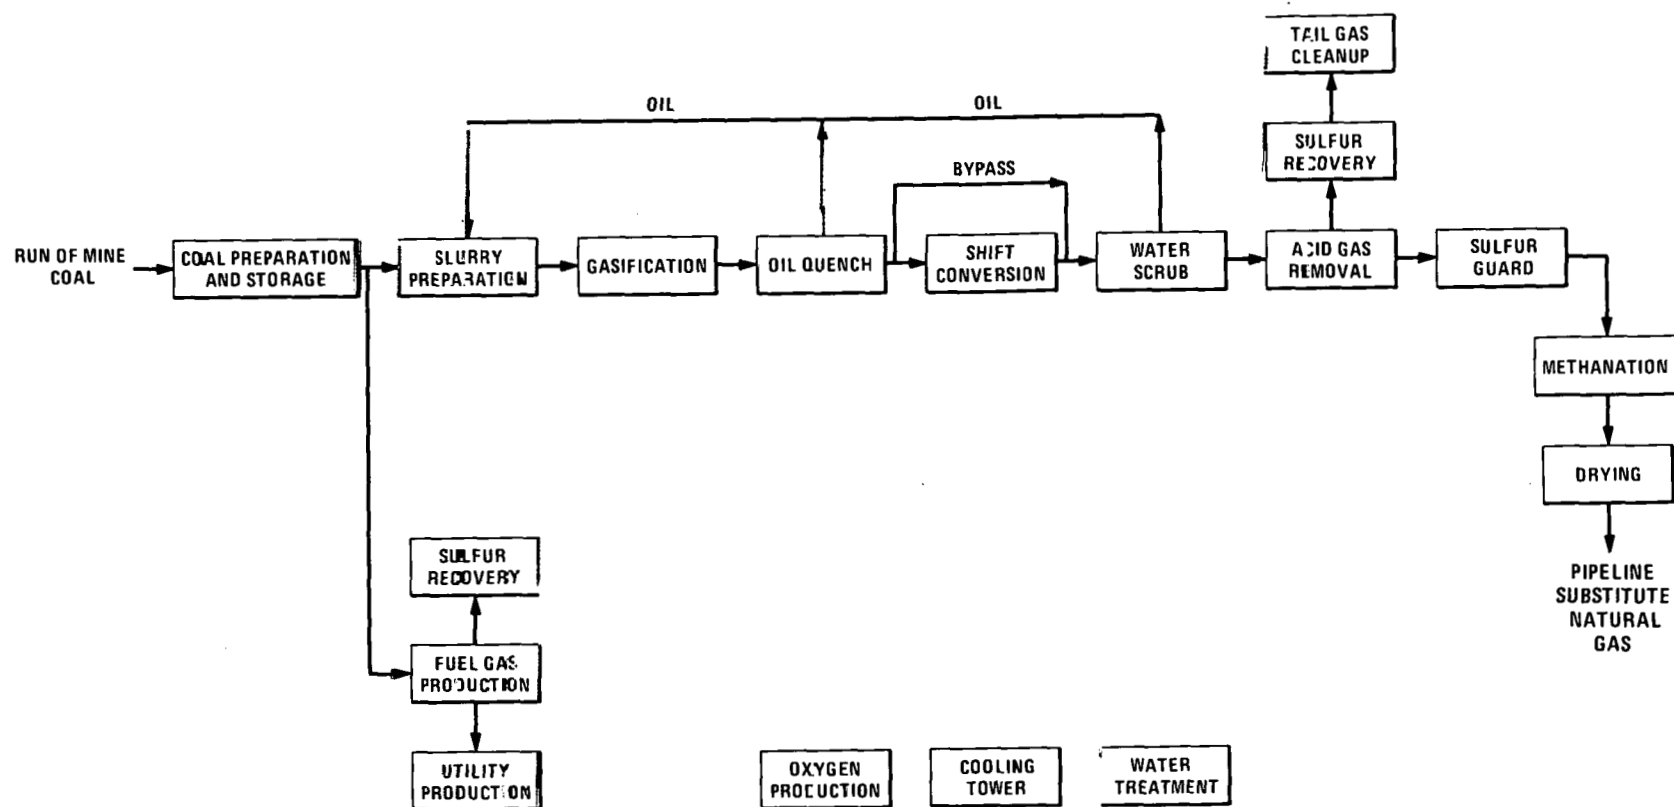 TAIL GAS
CLEANUP
OIL
OIL
SULFUR
RECOVERY
BYPASS
RUN OF MINE
COAL
COAL PREPARATION
AND STORAGE
SLURRY
PREPARATION
GASIFICATION
OIL QUENCH
SHIFT
CONVERSION
WATER
SCRUB
ACID GAS
REMOVAL
SULFUR
GUARD
METHANATION
DRYING
PIPELINE
SUBSTITUTE
NATURAL
GAS
SULFUR
RECOVERY
FUEL GAS
PRODUCTION
UTILITY
PRODUCTION
OXYGEN
PRODUCTION
COOLING
TOWER
WATER
TREATMENT